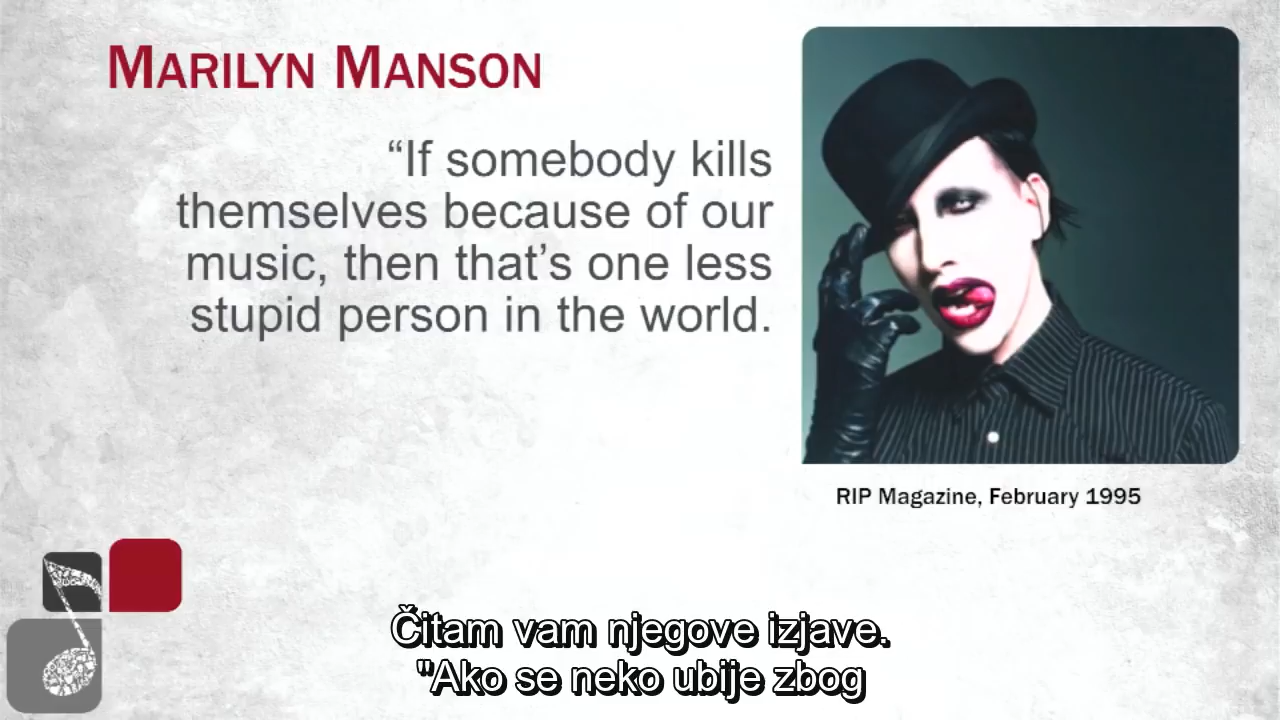 MARILYN MANSON
“If somebody kills
themselves because of our
music, then that’s one less
stupid person in the world.
RIP Magazine, February 1995
Čitam vam njegove izjave.
"Ako se neko ubije zbog